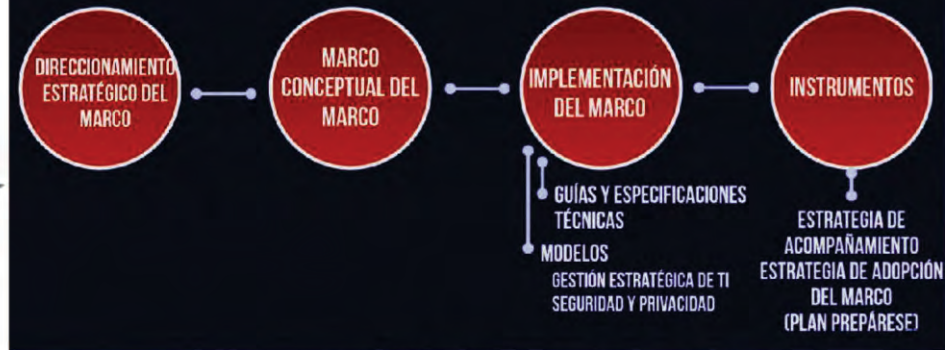 DIRECCIONAMIENTO
ESTRATÉGICO DEL
MARCO
MARCO
CONCEPTUAL DEL
MARCO
IMPLEMENTACIÓN
DEL MARCO
INSTRUMENTOS
GUÍAS Y ESPECIFICACIONES
TÉCNICAS
MODELOS
GESTIÓN ESTRATÉGICA DE TI
SEGURIDAD Y PRIVACIDAD
ESTRATEGIA DE
ACOMPAÑAMIENTO
ESTRATEGIA DE ADOPCIÓN
DEL MARCO
(PLAN PREPÁRESE)